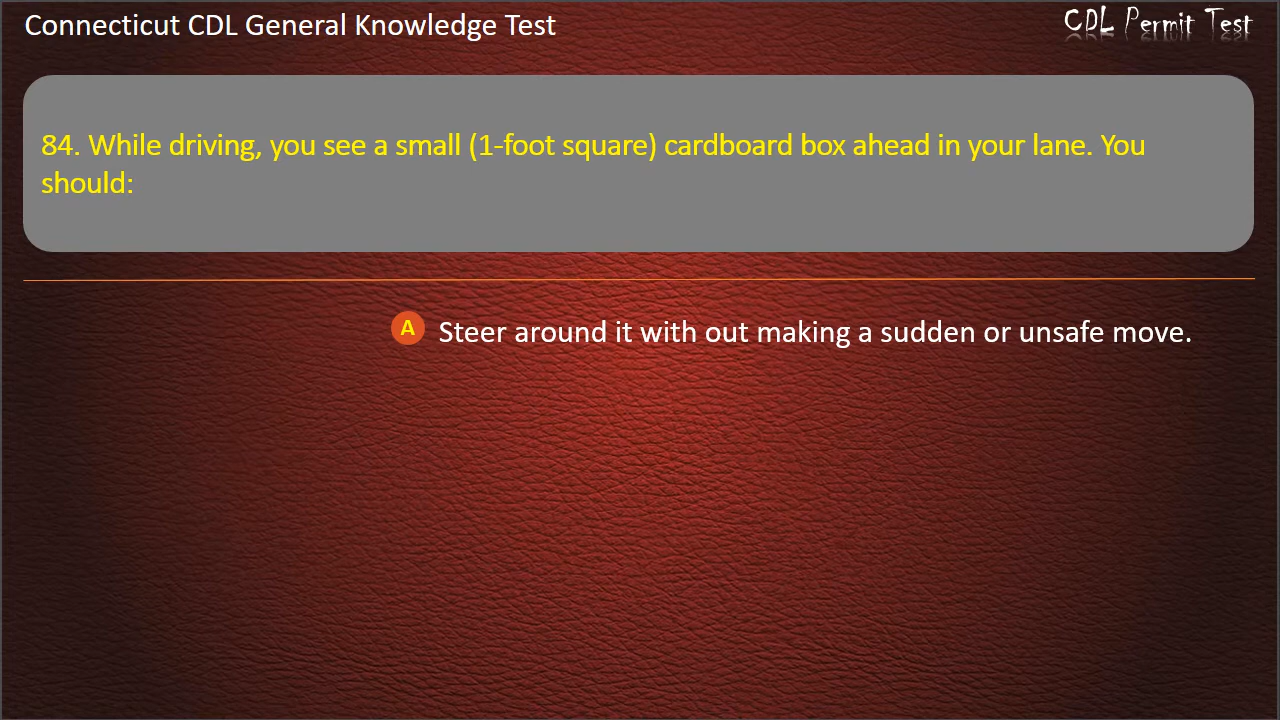 Connecticut CDL General Knowledge Test
CDL Permit Test
84. While driving, you see a small (1-foot square) cardboard box ahead in your lane. You
should:
A Steer around it with out making a sudden or unsafe move.